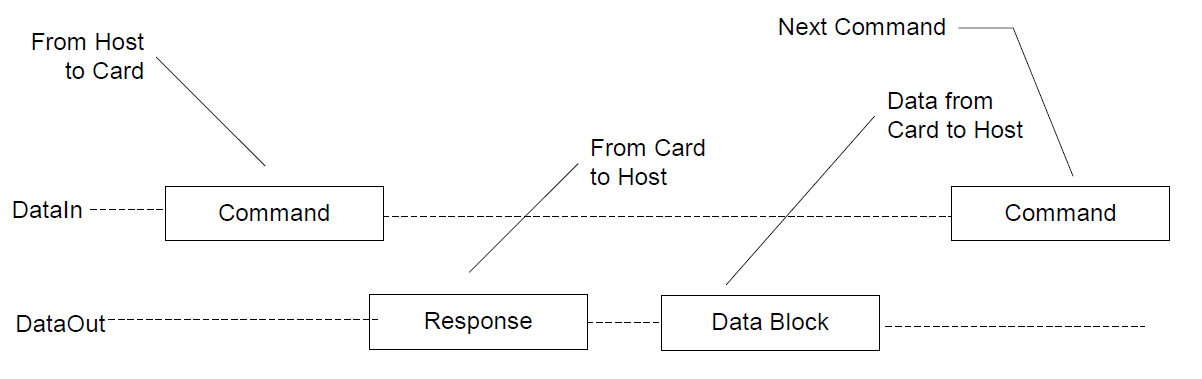 From Host
to Card
Next Command
Data from
Card to Host
From Card
to Host
DataIn
Command
Command
DataOut
Response
Data Block